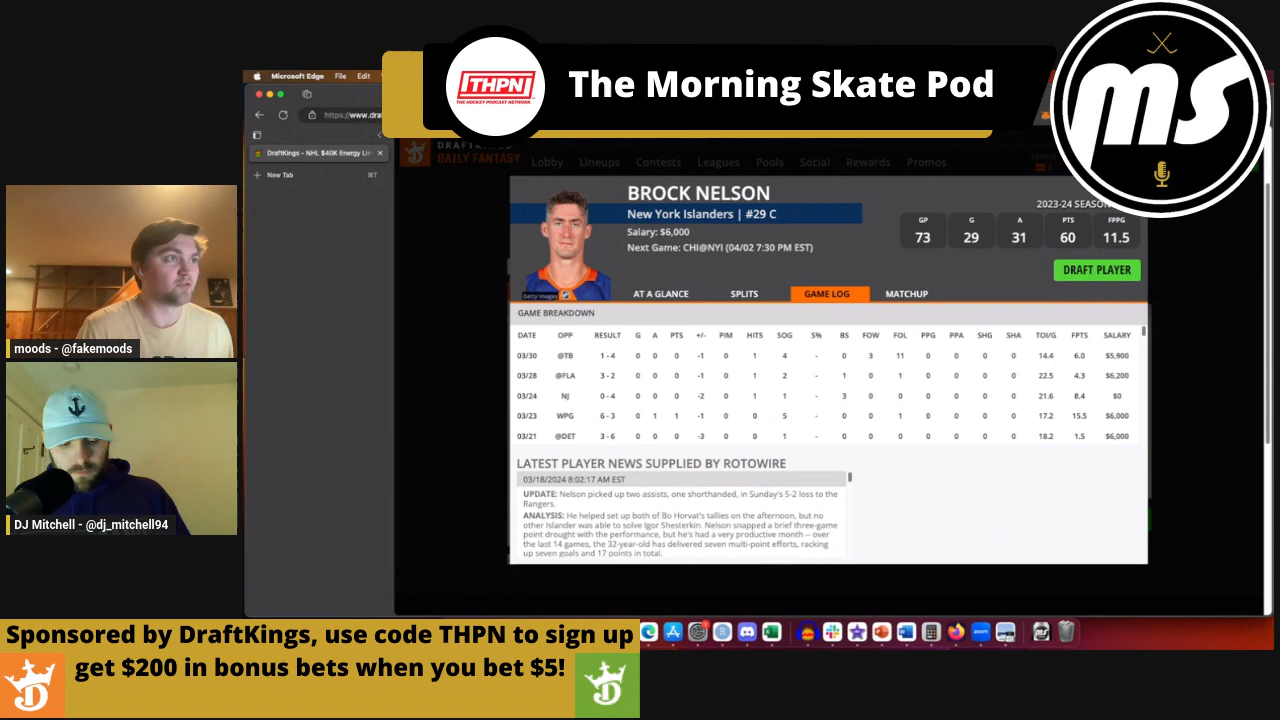 THPN
THE HOCKEY PODCAST NETWORK
The Morning Skate Pod
ms
Microsoft Edge File Edit
https://www.dra
DraftKings - NHL $40K Energy Lin
New Tab ⌘T
DAILY FANTASY
Lobby Lineups Contests Leagues Pools Social Rewards Promos
BROCK NELSON
New York Islanders | #29 C
Salary: $6,000
Next Game: CHI@NYI (04/02 7:30 PM EST)
2023-24 SEASON
GP G A PTS FPPG
73 29 31 60 11.5
DRAFT PLAYER
Getty Images
AT A GLANCE SPLITS GAME LOG MATCHUP
GAME BREAKDOWN
DATE OPP RESULT G A PTS +/- PIM HITS SOG S% BS FOW FOL PPG PPA SHG SHA TOI/G FPTS SALARY
03/30 @TB 1 - 4 0 0 0 -1 0 1 4 - 0 3 11 0 0 0 0 14.4 6.0 $5,900
03/28 @FLA 3 - 2 0 0 0 -1 0 1 2 - 1 0 1 0 0 0 0 22.5 4.3 $6,200
03/24 NJ 0 - 4 0 0 0 -2 0 1 1 - 3 0 0 0 0 0 0 21.6 8.4 $0
03/23 WPG 6 - 3 0 1 1 -1 0 0 5 - 0 0 1 0 0 0 0 17.2 15.5 $6,000
03/21 @DET 3 - 6 0 0 0 -3 0 0 1 - 0 0 0 0 0 0 0 18.2 1.5 $6,000
LATEST PLAYER NEWS SUPPLIED BY ROTOWIRE
03/18/2024 8:02:17 AM EST
UPDATE: Nelson picked up two assists, one shorthanded, in Sunday's 5-2 loss to the
Rangers.
ANALYSIS: He helped set up both of Bo Horvat's tallies on the afternoon, but no
other Islander was able to solve Igor Shesterkin. Nelson snapped a brief three-game
point drought with the performance, but he's had a very productive month -- over
the last 14 games, the 32-year-old has delivered seven multi-point efforts, racking
up seven goals and 17 points in total.
moods - @fakemoods
DJ Mitchell - @dj_mitchell94
Sponsored by DraftKings, use code THPN to sign up
get $200 in bonus bets when you bet $5!
zoom